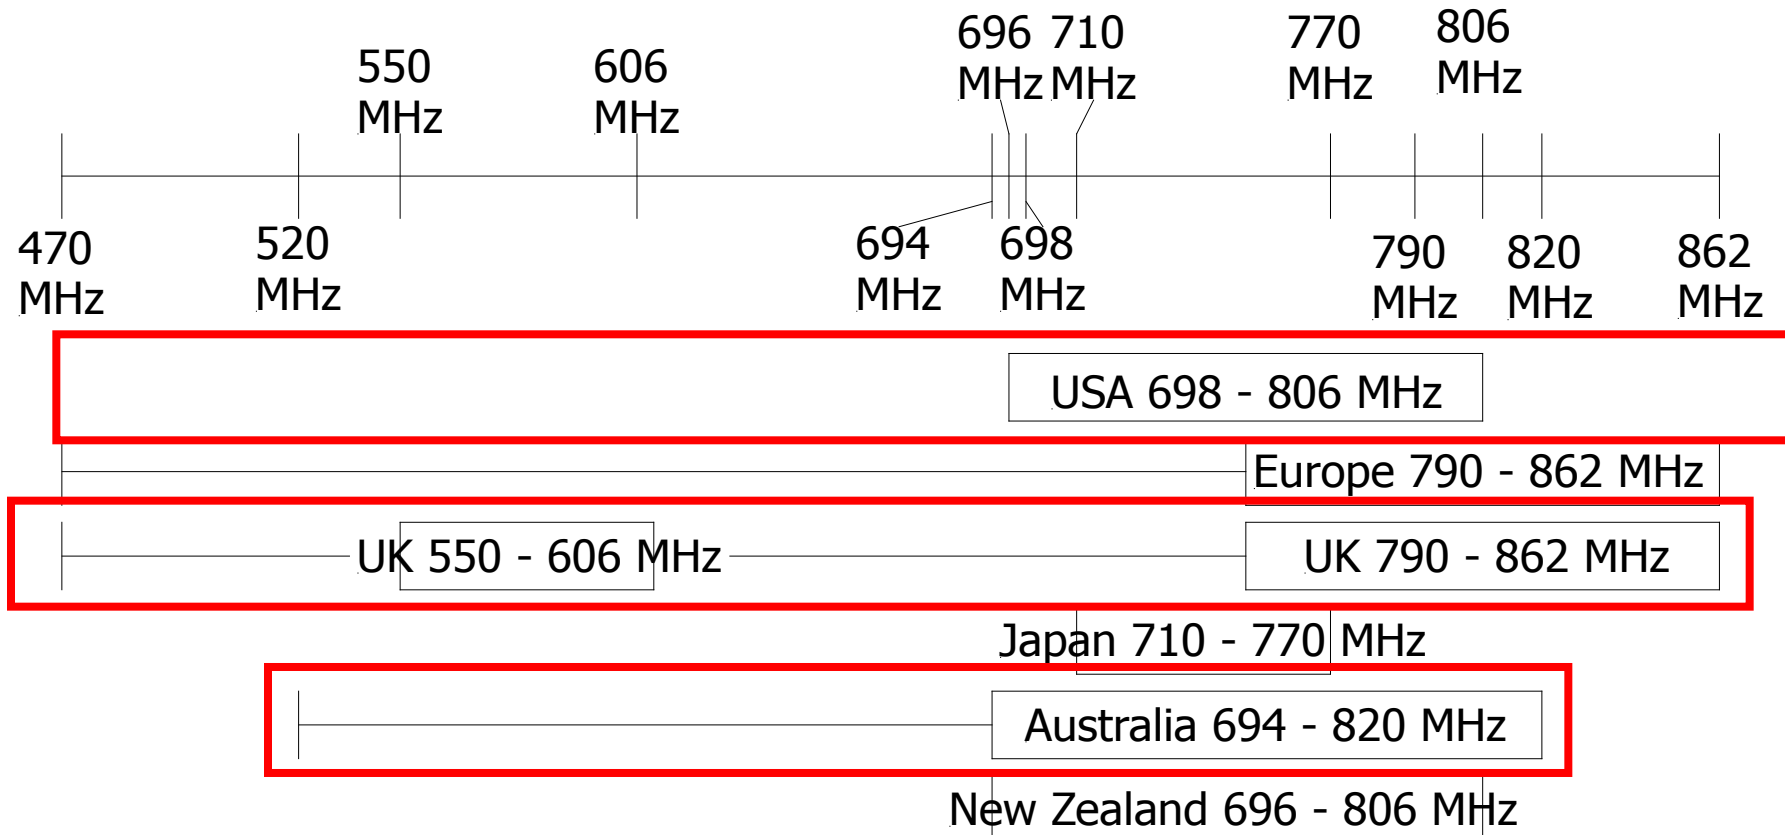 550
MHz
606
MHz
696
MHz
710
MHz
770
MHz
806
MHz
470
MHz
520
MHz
694
MHz
698
MHz
790
MHz
820
MHz
862
MHz
USA 698 - 806 MHz
Europe 790 - 862 MHz
UK 550 - 606 MHz
UK 790 - 862 MHz
Japan 710 - 770 MHz
Australia 694 - 820 MHz
New Zealand 696 - 806 MHz